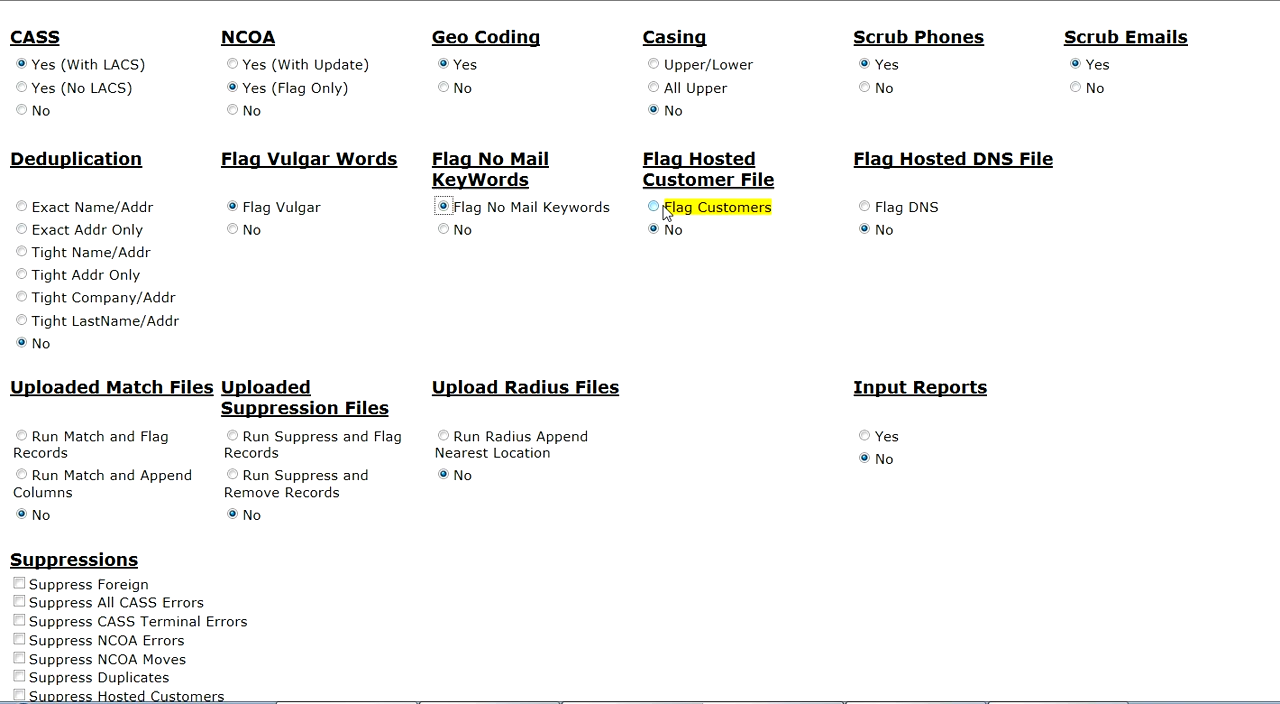 CASS
Yes (With LACS)
Yes (No LACS)
No
NCOA
Yes (With Update)
Yes (Flag Only)
No
Geo Coding
Yes
No
Casing
Upper/Lower
All Upper
No
Scrub Phones
Yes
No
Scrub Emails
Yes
No
Deduplication
Exact Name/Addr
Exact Addr Only
Tight Name/Addr
Tight Addr Only
Tight Company/Addr
Tight LastName/Addr
No
Flag Vulgar Words
Flag Vulgar
No
Flag No Mail
KeyWords
Flag No Mail Keywords
No
Flag Hosted
Customer File
Flag Customers
No
Flag Hosted DNS File
Flag DNS
No
Uploaded Match Files
Run Match and Flag
Records
Run Match and Append
Columns
No
Uploaded
Suppression Files
Run Suppress and Flag
Records
Run Suppress and
Remove Records
No
Upload Radius Files
Run Radius Append
Nearest Location
No
Input Reports
Yes
No
Suppressions
Suppress Foreign
Suppress All CASS Errors
Suppress CASS Terminal Errors
Suppress NCOA Errors
Suppress NCOA Moves
Suppress Duplicates
Suppress Hosted Customers